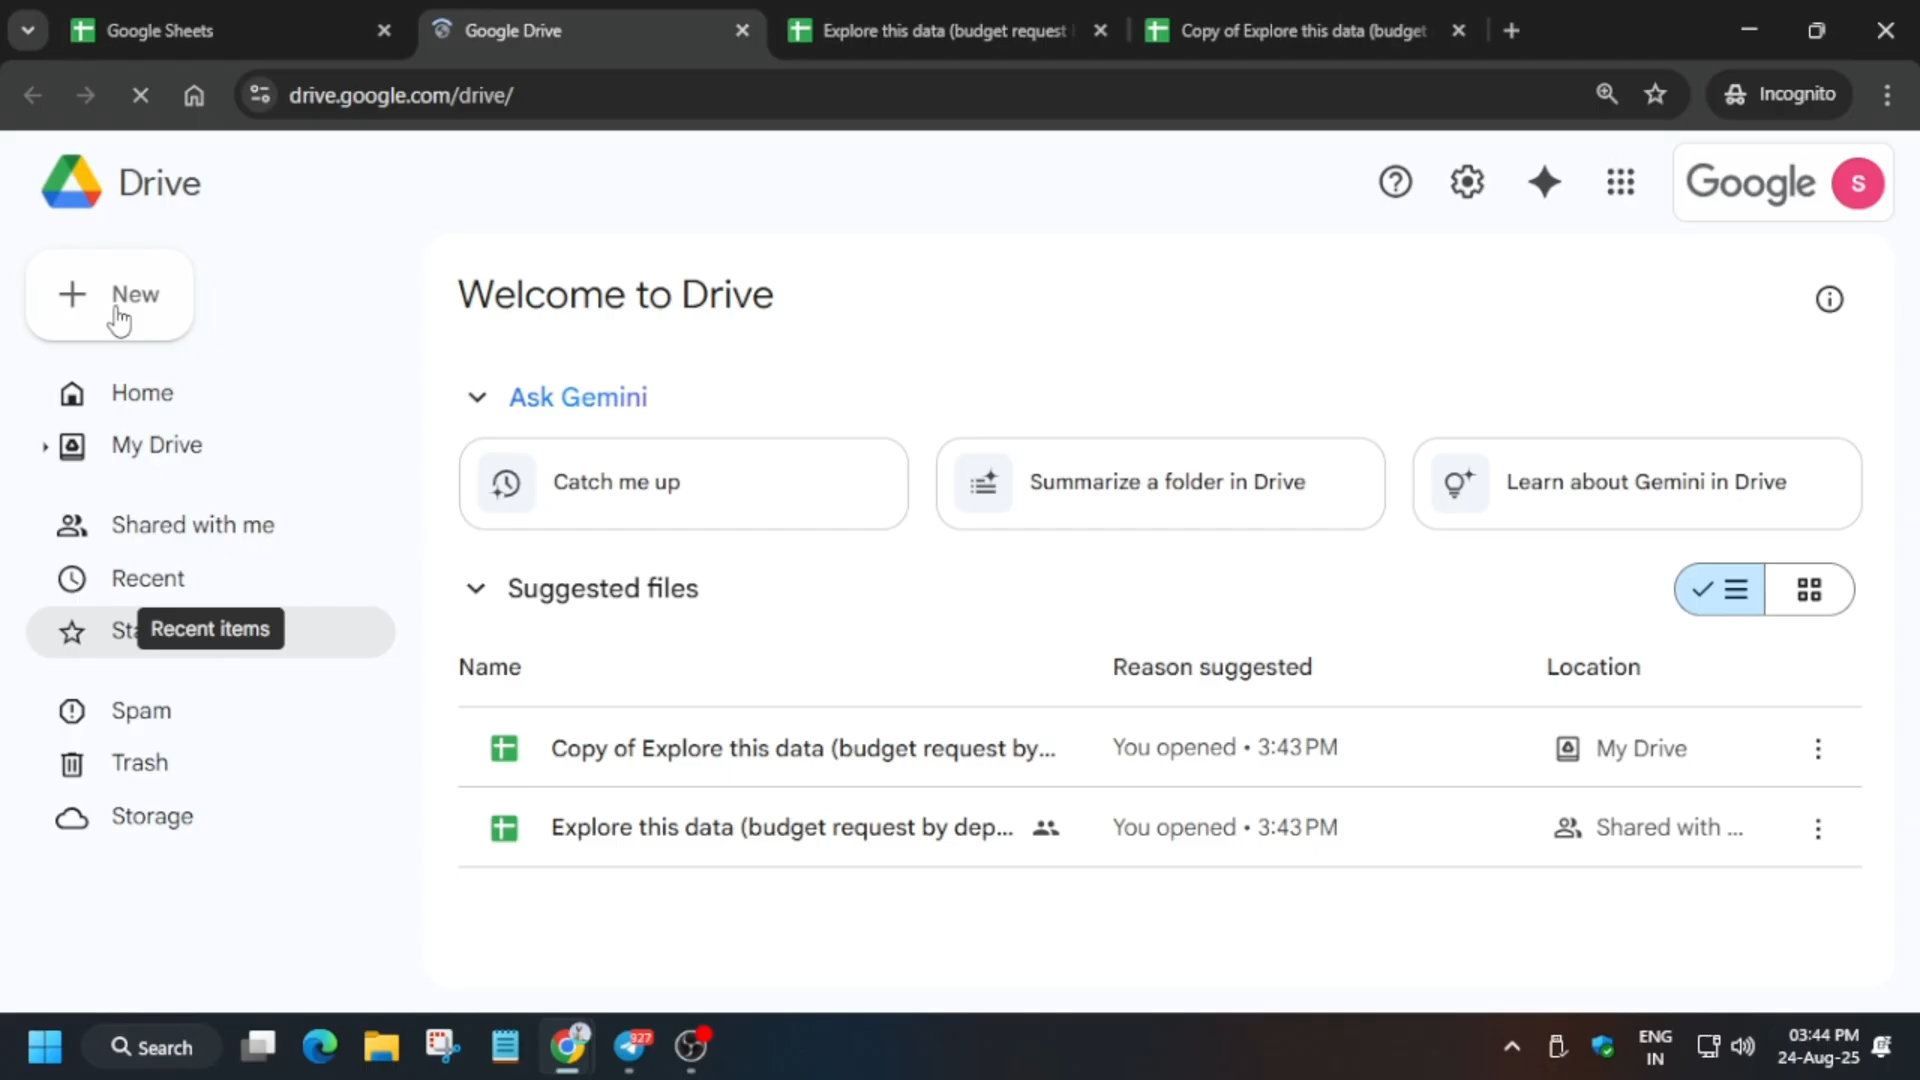 Google Sheets
Google Drive
Explore this data (budget request
Copy of Explore this data (budget
drive.google.com/drive/
Incognito
Drive
Google
S
New
Welcome to Drive
Home
Ask Gemini
My Drive
Catch me up
Summarize a folder in Drive
Learn about Gemini in Drive
Shared with me
Recent
Suggested files
Sta
Recent items
Name
Reason suggested
Location
Spam
Copy of Explore this data (budget request by...
You opened • 3:43 PM
My Drive
Trash
Storage
Explore this data (budget request by dep...
You opened • 3:43 PM
Shared with ...
Search
927
ENG
IN
03:44 PM
24-Aug-25